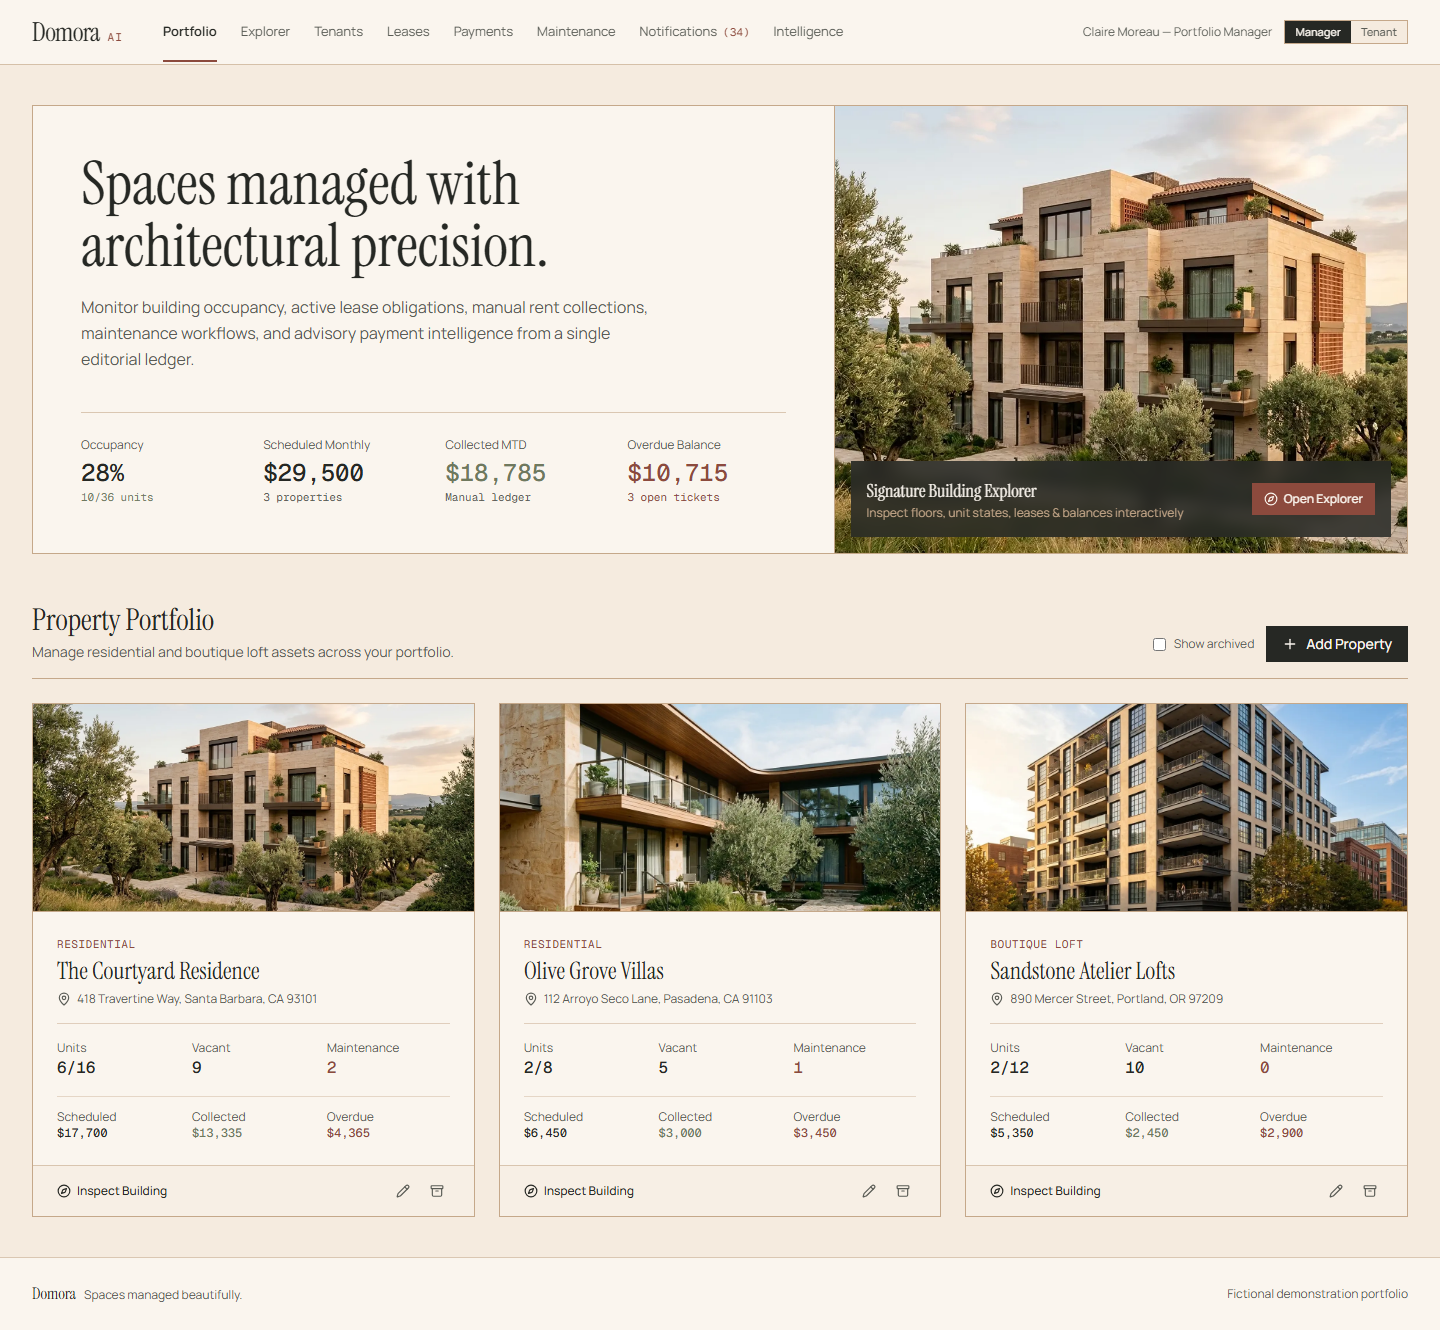 Domora AI
Portfolio
Explorer
Tenants
Leases
Payments
Maintenance
Notifications (34)
Intelligence
Claire Moreau — Portfolio Manager
Manager
Tenant
Spaces managed with
architectural precision.
Monitor building occupancy, active lease obligations, manual rent collections,
maintenance workflows, and advisory payment intelligence from a single
editorial ledger.
Occupancy
28%
10/36 units
Scheduled Monthly
$29,500
3 properties
Collected MTD
$18,785
Manual ledger
Overdue Balance
$10,715
3 open tickets
Signature Building Explorer
Inspect floors, unit states, leases & balances interactively
Open Explorer
Property Portfolio
Manage residential and boutique loft assets across your portfolio.
Show archived
+ Add Property
RESIDENTIAL
The Courtyard Residence
418 Travertine Way, Santa Barbara, CA 93101
Units
6/16
Vacant
9
Maintenance
2
Scheduled
$17,700
Collected
$13,335
Overdue
$4,365
Inspect Building
RESIDENTIAL
Olive Grove Villas
112 Arroyo Seco Lane, Pasadena, CA 91103
Units
2/8
Vacant
5
Maintenance
1
Scheduled
$6,450
Collected
$3,000
Overdue
$3,450
Inspect Building
BOUTIQUE LOFT
Sandstone Atelier Lofts
890 Mercer Street, Portland, OR 97209
Units
2/12
Vacant
10
Maintenance
0
Scheduled
$5,350
Collected
$2,450
Overdue
$2,900
Inspect Building
Domora Spaces managed beautifully.
Fictional demonstration portfolio